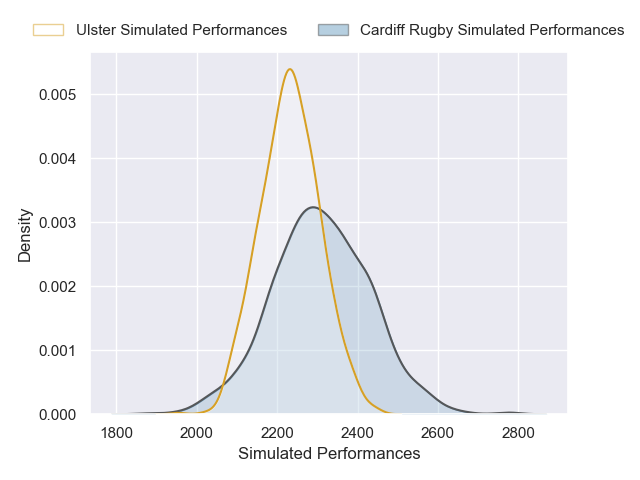 Ulster Simulated Performances Cardiff Rugby Simulated Performances
0.005
0.004
0.003
0.002
0.001
0.000
Density
1800 2000 2200 2400 2600 2800
Simulated Performances